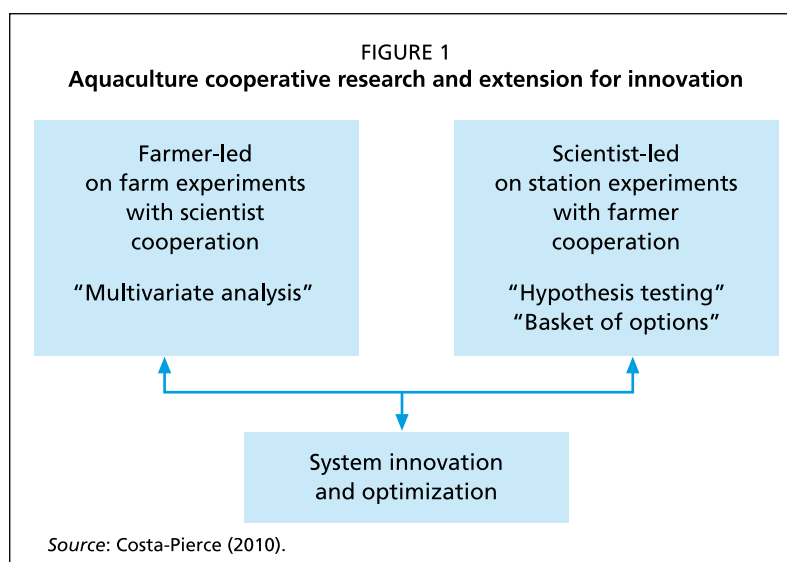 FIGURE 1
Aquaculture cooperative research and extension for innovation
Farmer-led
on farm experiments
with scientist
cooperation
“Multivariate analysis”
Scientist-led
on station experiments
with farmer
cooperation
“Hypothesis testing”
“Basket of options”
System innovation
and optimization
Source: Costa-Pierce (2010).